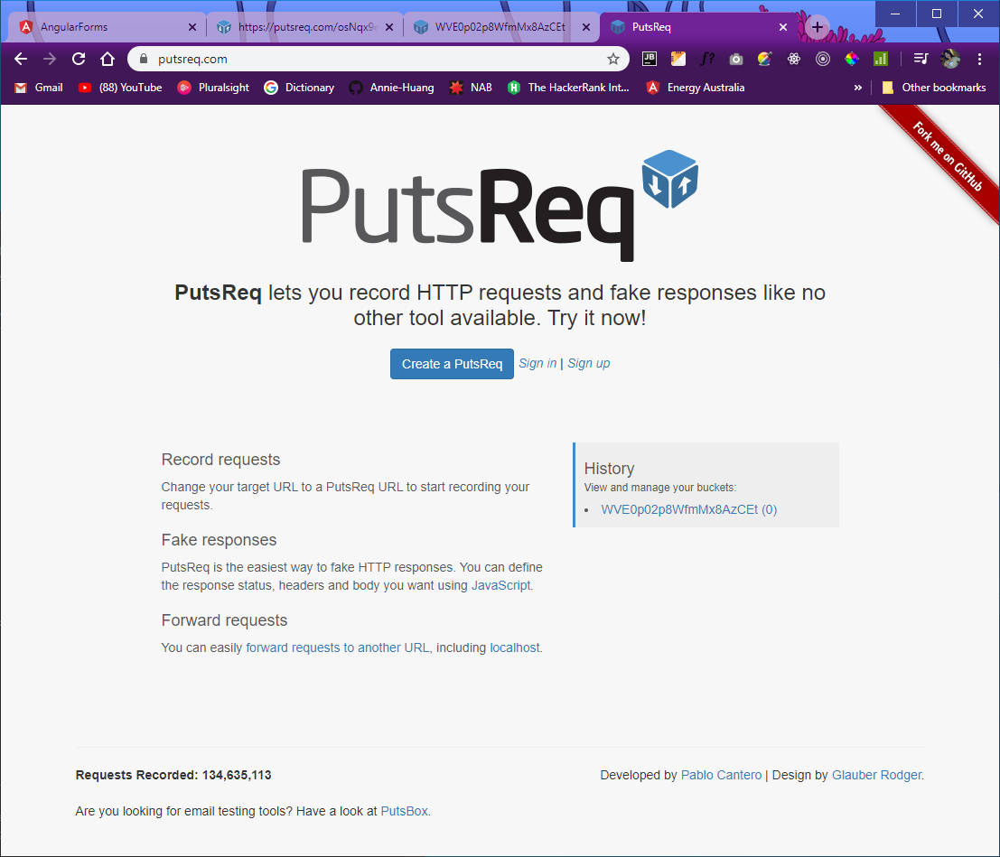 AngularForms
https://putsreq.com/osNqx9
WVE0p02p8WfmMx8AzCEt
PutsReq
putsreq.com
JB
f?
Gmail
(88) YouTube
Pluralsight
Dictionary
Annie-Huang
NAB
The HackerRank Int...
Energy Australia
»
Other bookmarks
Fork me on GitHub
PutsReq
PutsReq lets you record HTTP requests and fake responses like no
other tool available. Try it now!
Create a PutsReq Sign in | Sign up
Record requests
Change your target URL to a PutsReq URL to start recording your
requests.
Fake responses
PutsReq is the easiest way to fake HTTP responses. You can define
the response status, headers and body you want using JavaScript.
Forward requests
You can easily forward requests to another URL, including localhost.
History
View and manage your buckets:
• WVE0p02p8WfmMx8AzCEt (0)
Requests Recorded: 134,635,113
Developed by Pablo Cantero | Design by Glauber Rodger.
Are you looking for email testing tools? Have a look at PutsBox.